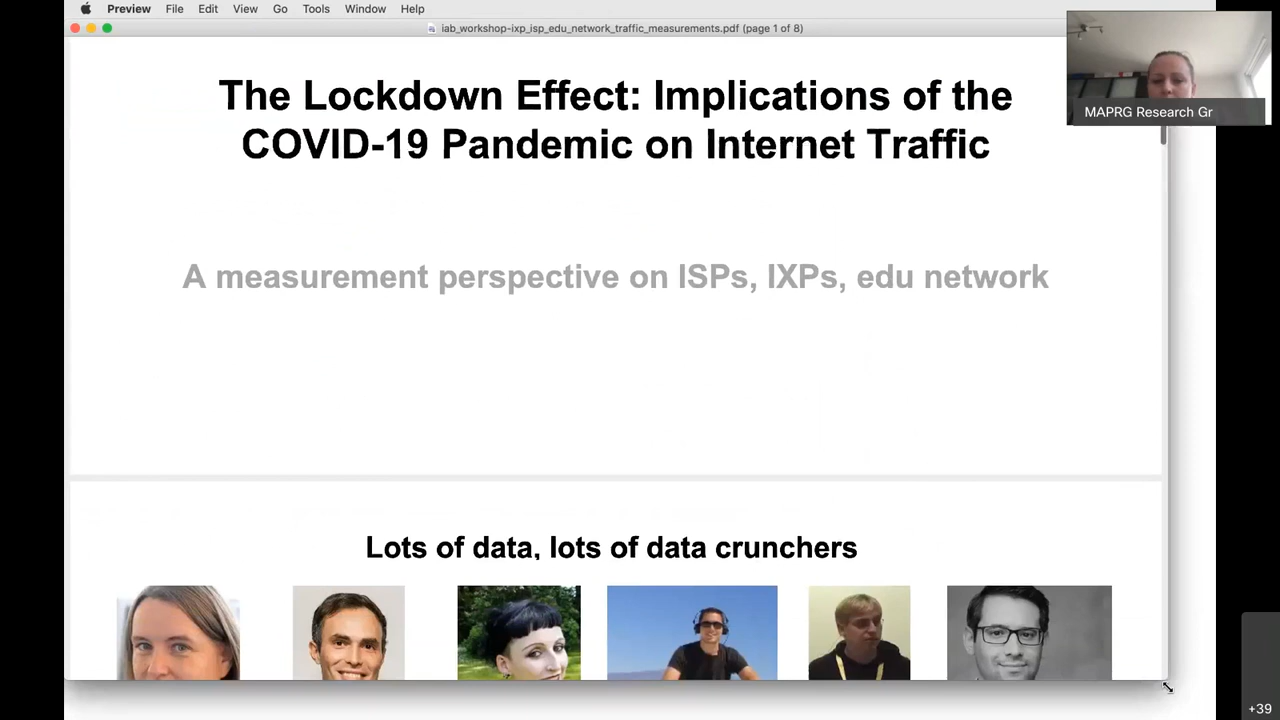 Preview File Edit View Go Tools Window Help
iab_workshop-ixp_isp_edu_network_traffic_measurements.pdf (page 1 of 8)
MAPRG Research Gr
The Lockdown Effect: Implications of the
COVID-19 Pandemic on Internet Traffic
A measurement perspective on ISPs, IXPs, edu network
Lots of data, lots of data crunchers
+39